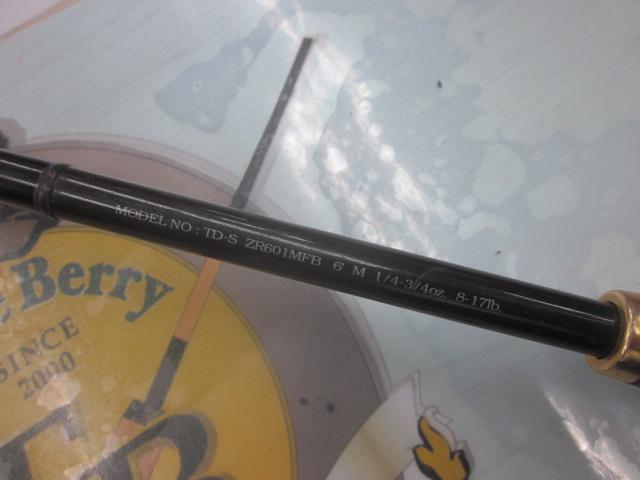 MODEL NO : TD-S ZR601MFB 6' M 1/4-3/4oz. 8-17lb.
Berry
SINCE
2000